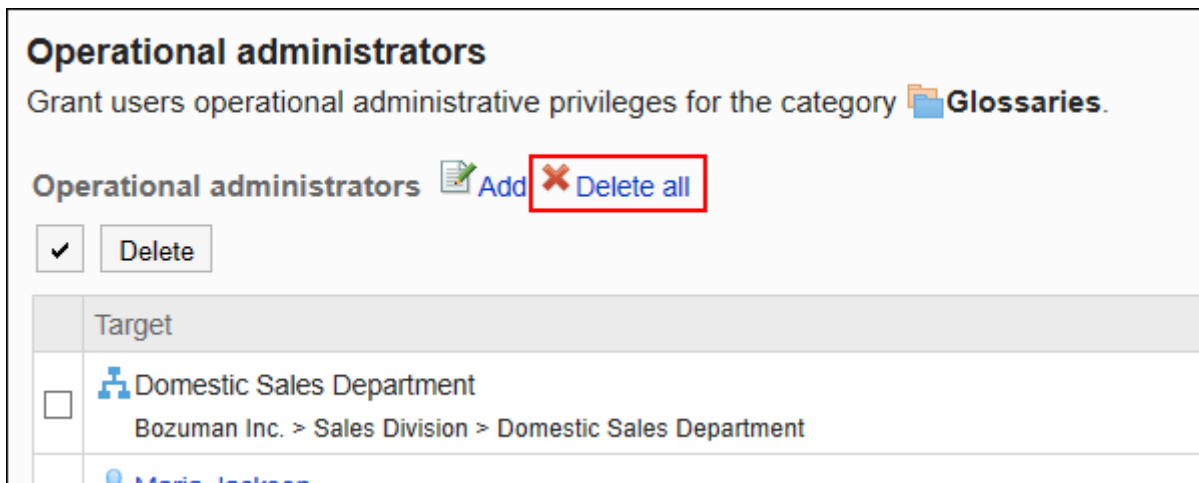 Operational administrators
Grant users operational administrative privileges for the category Glossaries.
Operational administrators Add Delete all
Delete
Target
Domestic Sales Department
Bozuman Inc. > Sales Division > Domestic Sales Department